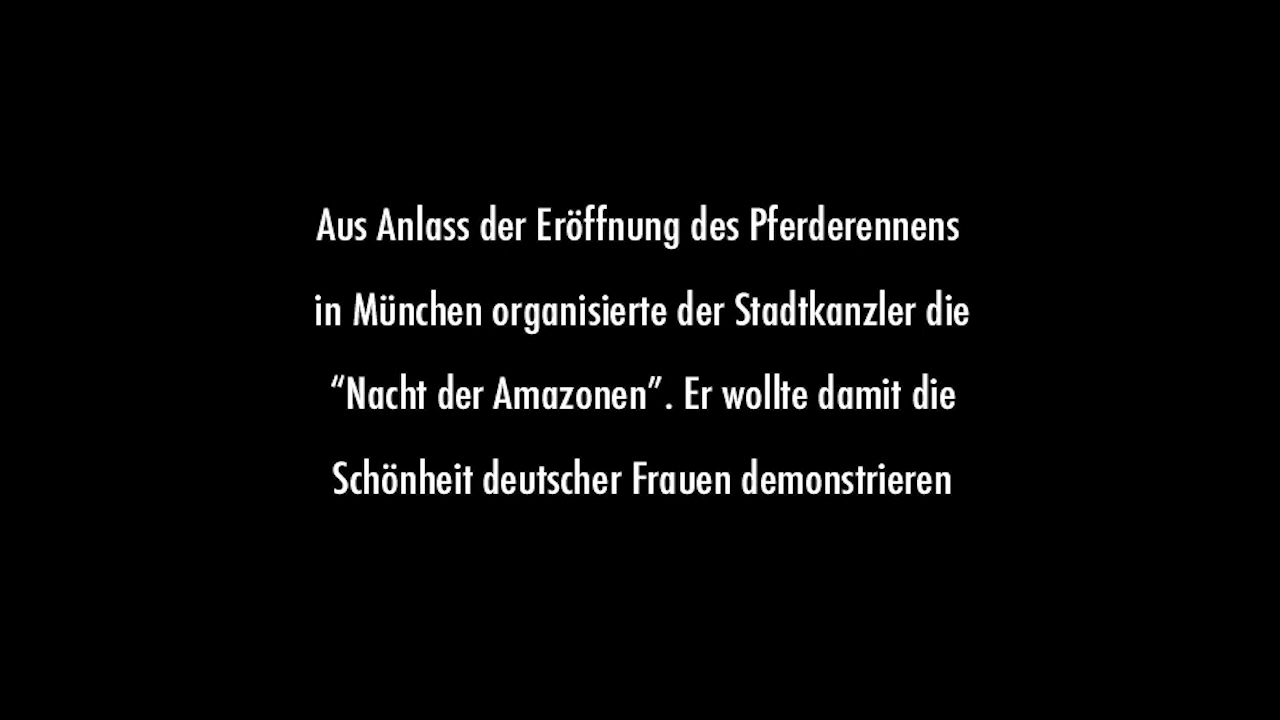 Aus Anlass der Eröffnung des Pferderennens
in München organisierte der Stadtkanzler die
“Nacht der Amazonen”. Er wollte damit die
Schönheit deutscher Frauen demonstrieren